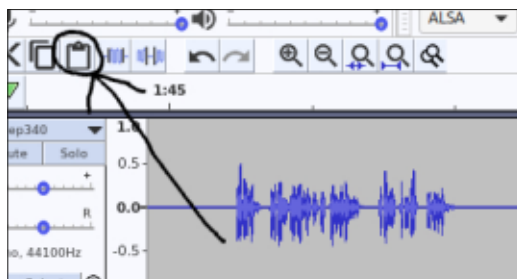 ALSA
1:45
ep340
1.0
ute Solo
0.5-
+
0.0-
R
o, 44100Hz
-0.5-